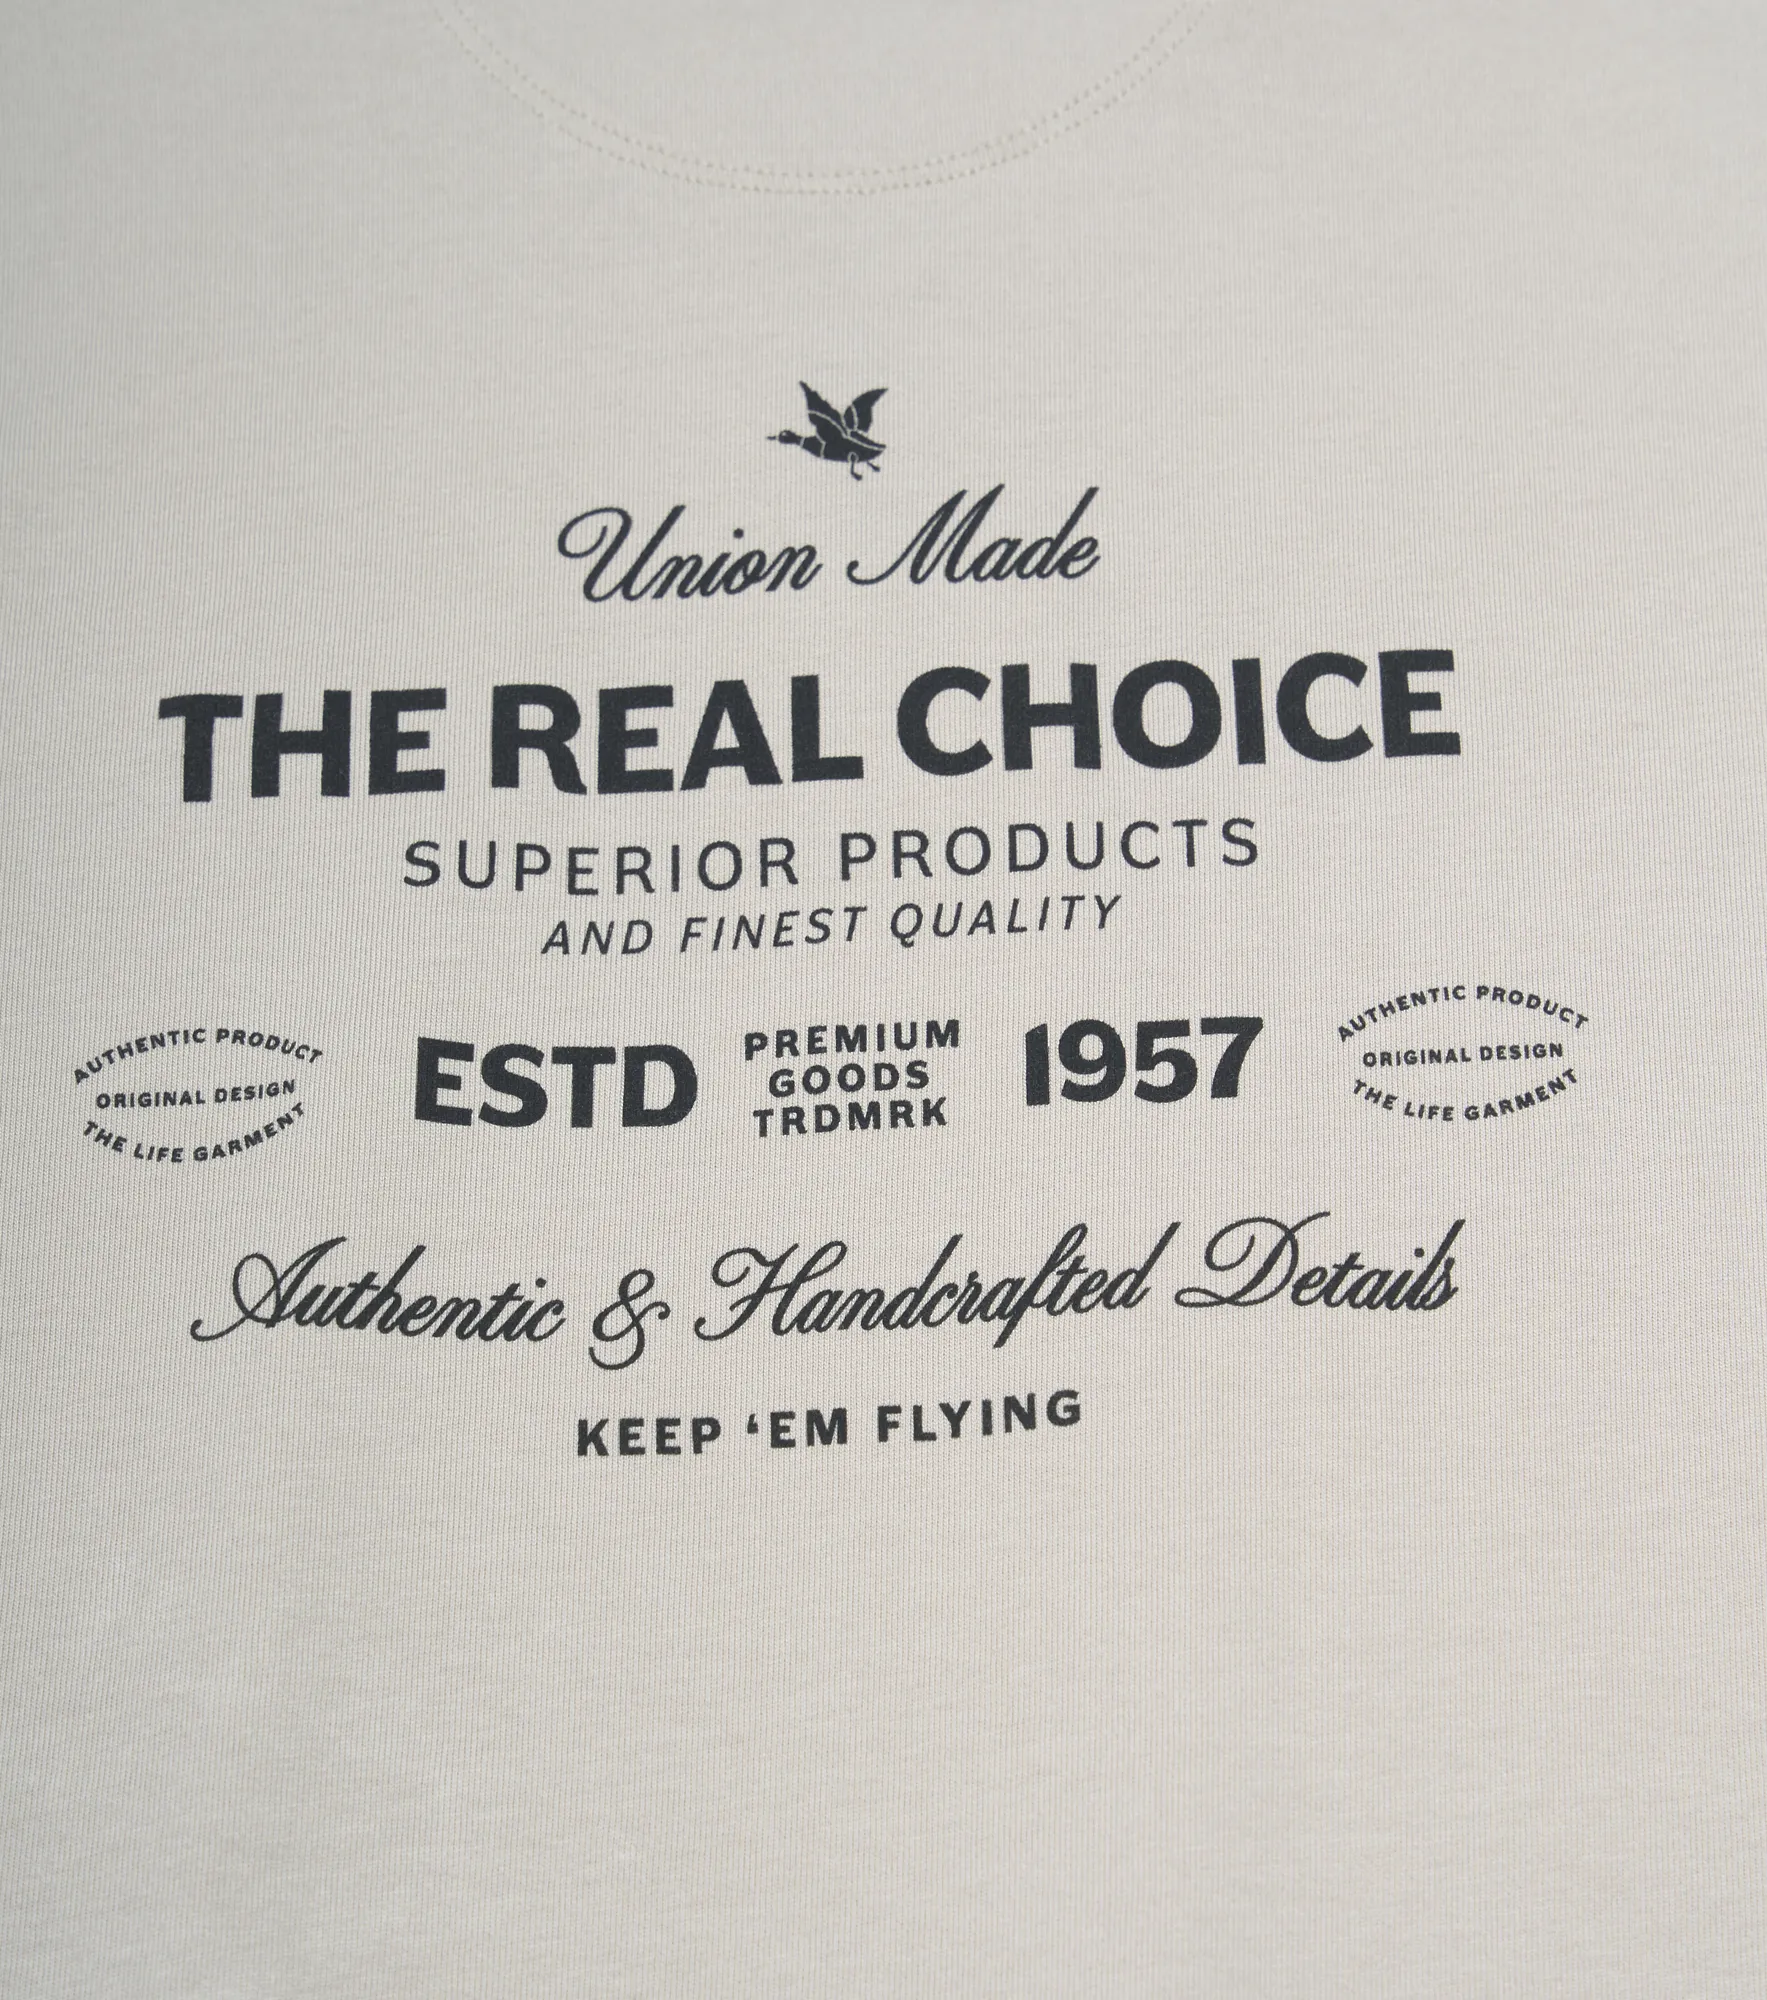 Union Made
THE REAL CHOICE
SUPERIOR PRODUCTS
AND FINEST QUALITY
AUTHENTIC PRODUCT
ORIGINAL DESIGN
THE LIFE GARMENT
ESTD
PREMIUM
GOODS
TRDMRK
1957
AUTHENTIC PRODUCT
ORIGINAL DESIGN
THE LIFE GARMENT
Authentic & Handcrafted Details
KEEP ‘EM FLYING